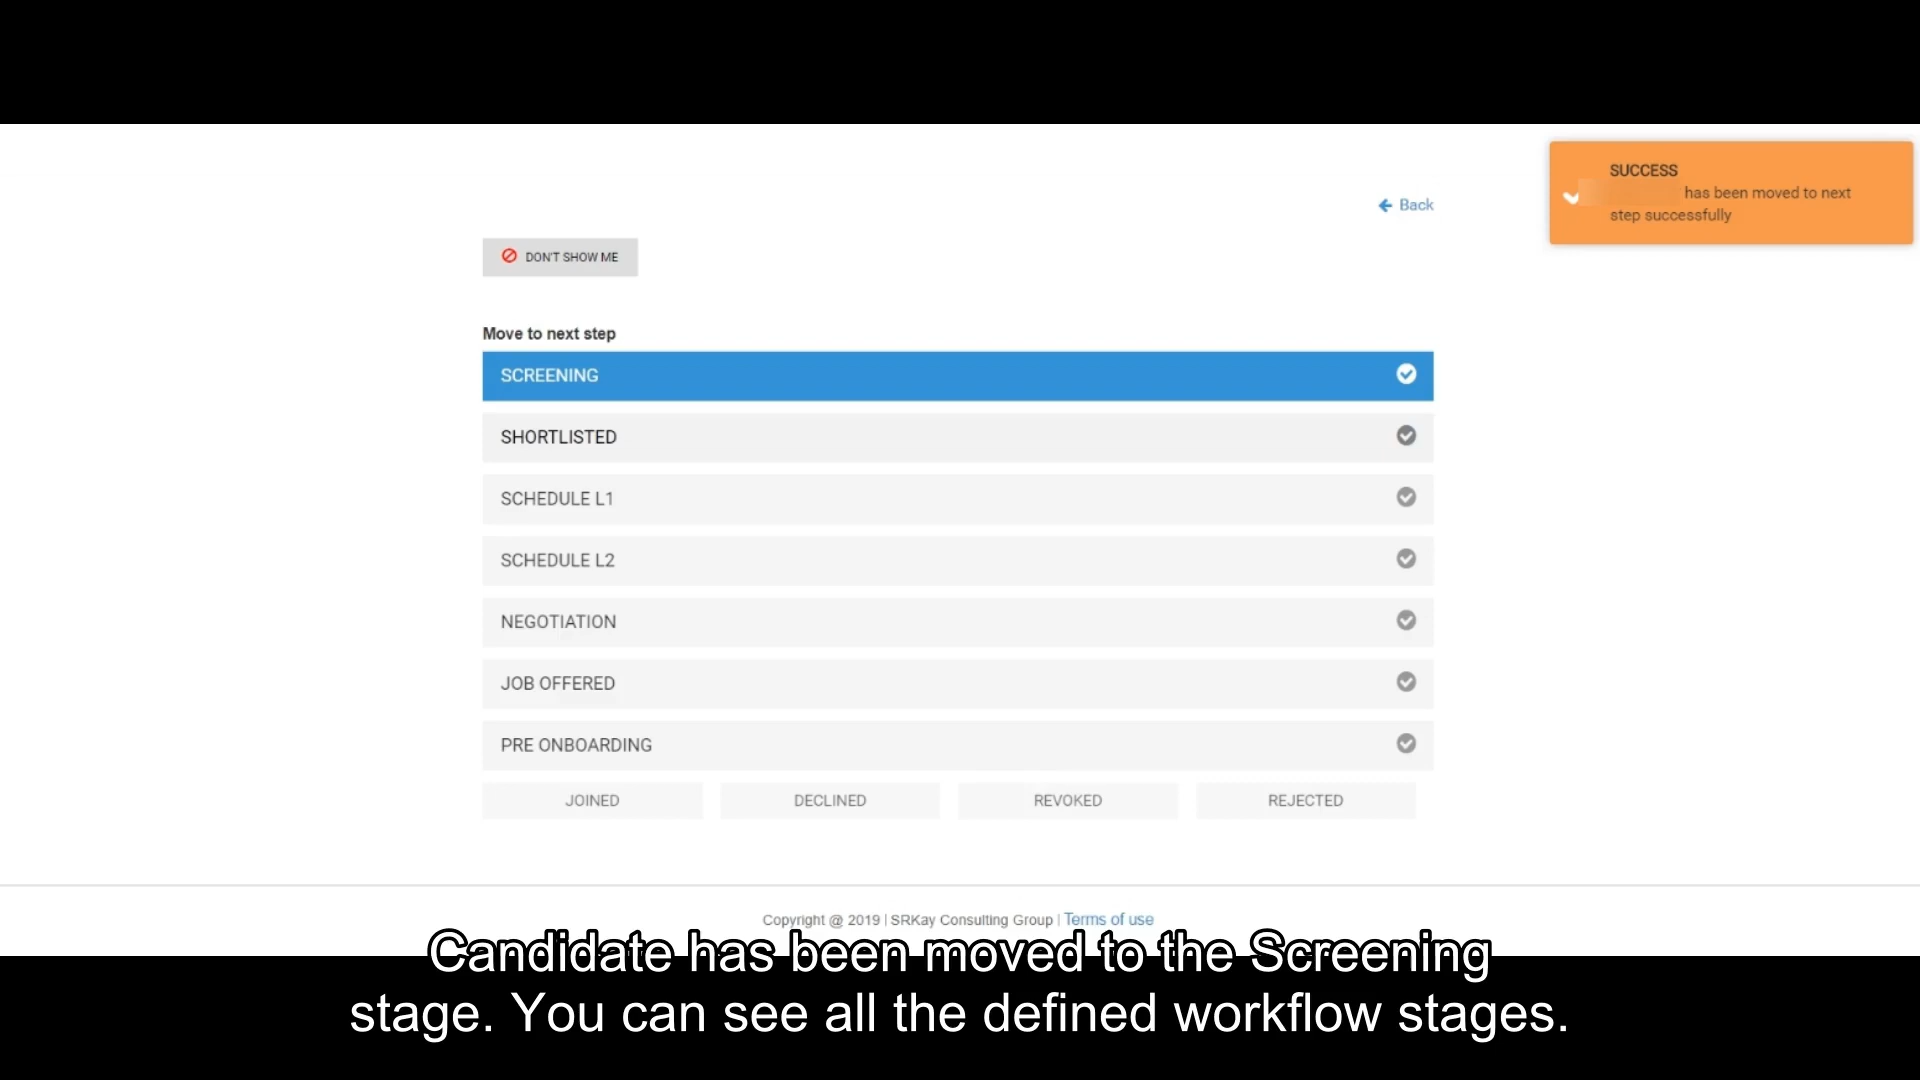 SUCCESS
has been moved to next
step successfully
Back
DON'T SHOW ME
Move to next step
SCREENING
SHORTLISTED
SCHEDULE L1
SCHEDULE L2
NEGOTIATION
JOB OFFERED
PRE ONBOARDING
JOINED DECLINED REVOKED REJECTED
Copyright @ 2019 | SRKay Consulting Group | Terms of use
Candidate has been moved to the Screening
stage. You can see all the defined workflow stages.